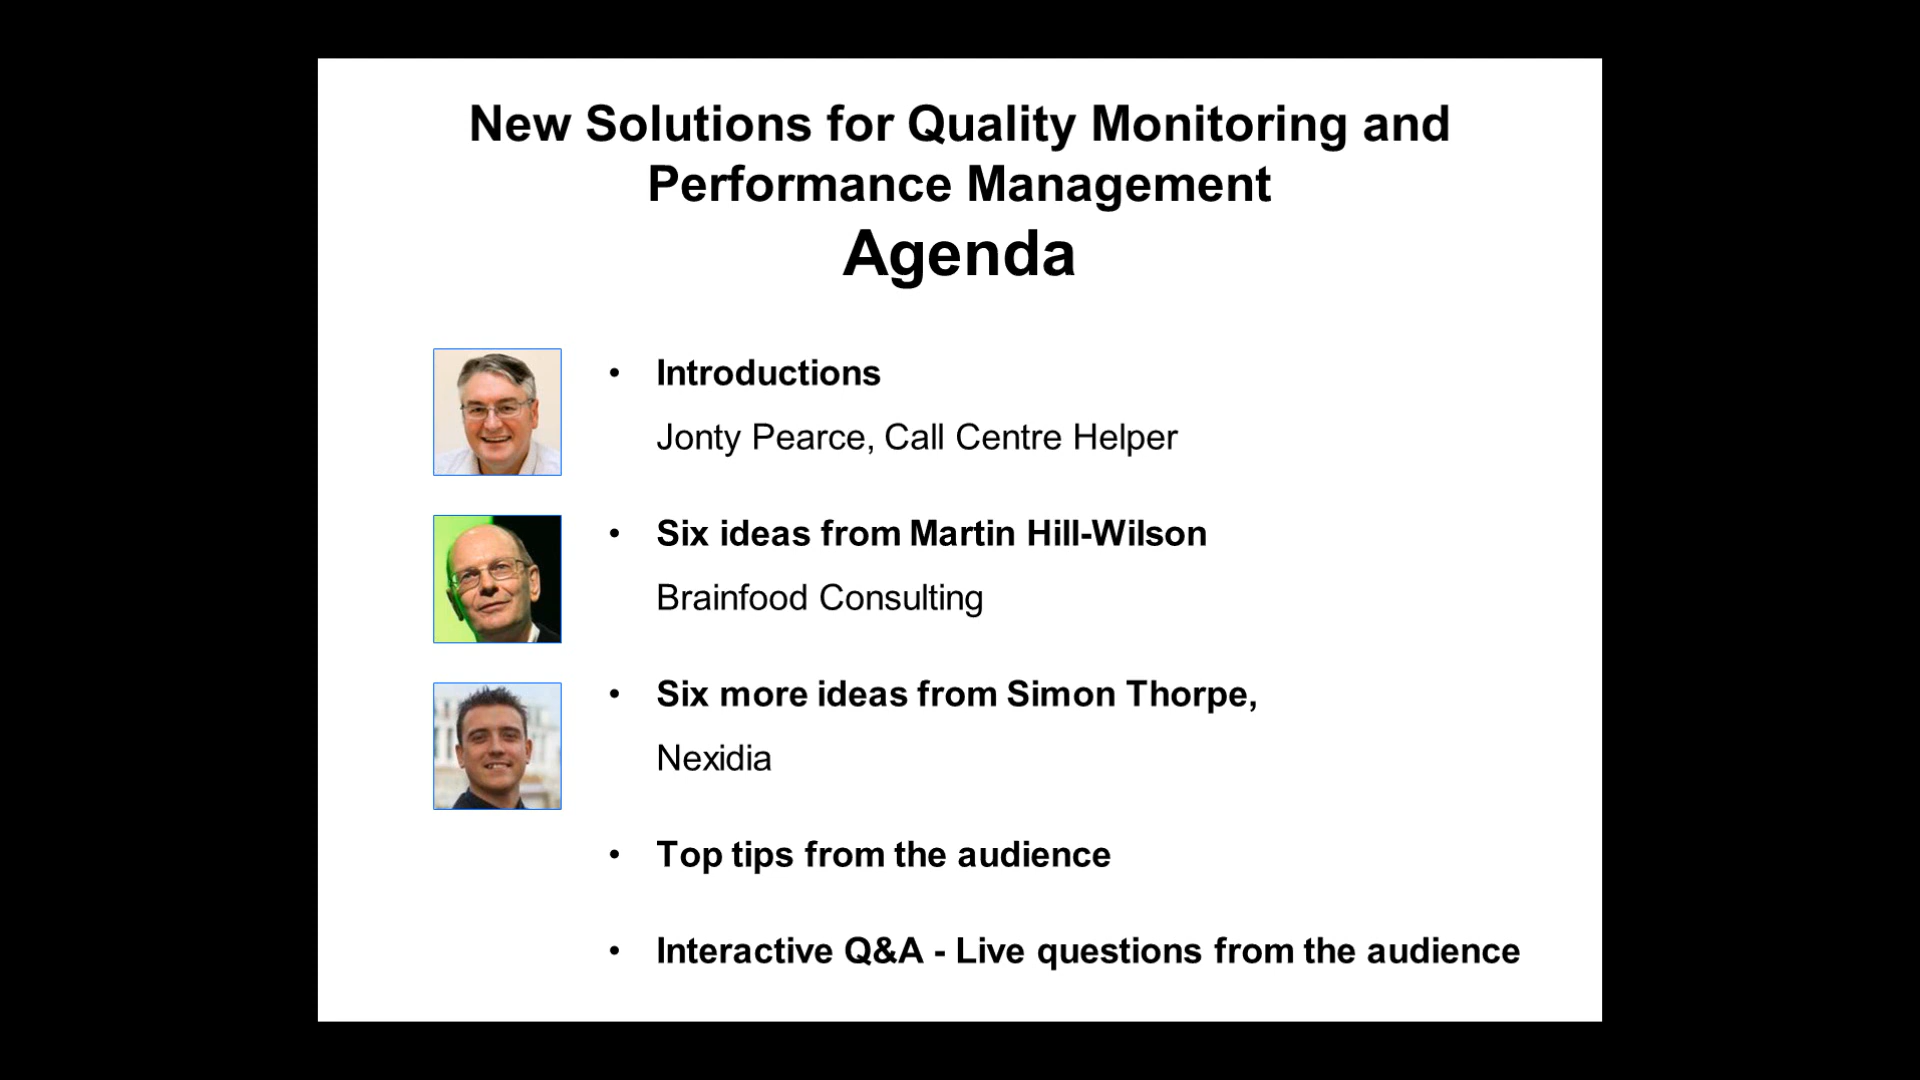 New Solutions for Quality Monitoring and
Performance Management
Agenda
• Introductions
Jonty Pearce, Call Centre Helper
• Six ideas from Martin Hill-Wilson
Brainfood Consulting
• Six more ideas from Simon Thorpe,
Nexidia
• Top tips from the audience
• Interactive Q&A - Live questions from the audience